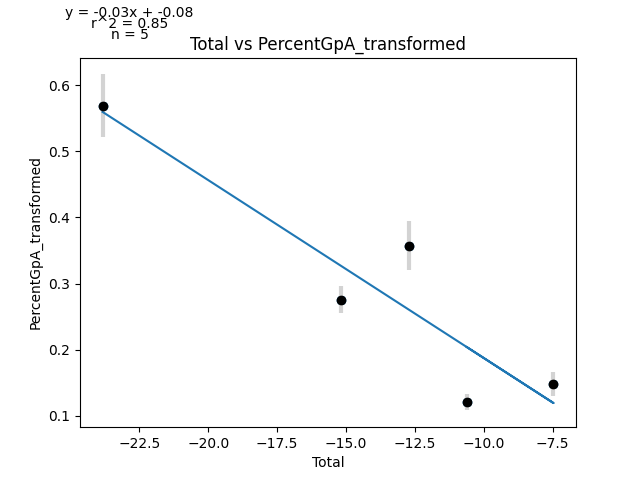 y = -0.03x + -0.08
r^2 = 0.85
n = 5
Total vs PercentGpA_transformed
PercentGpA_transformed
0.6
0.5
0.4
0.3
0.2
0.1
−22.5 −20.0 −17.5 −15.0 −12.5 −10.0 −7.5
Total